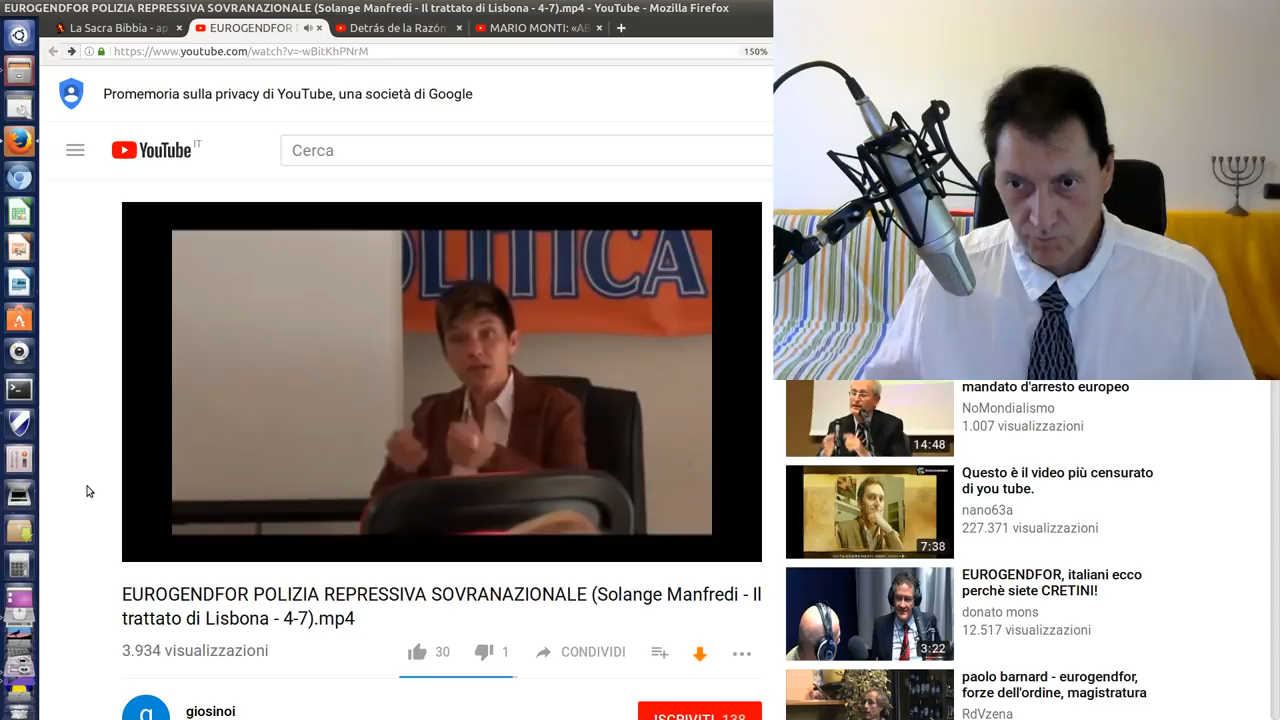 EUROGENDFOR POLIZIA REPRESSIVA SOVRANAZIONALE (Solange Manfredi - Il trattato di Lisbona - 4-7).mp4 - YouTube - Mozilla Firefox
La Sacra Bibbia - ap
EUROGENDFOR
Detrás de la Razón
MARIO MONTI: «AB
https://www.youtube.com/watch?v=-wBitKhPNrM
150%
Promemoria sulla privacy di YouTube, una società di Google
YouTube IT
Cerca
OLITICA
EUROGENDFOR POLIZIA REPRESSIVA SOVRANAZIONALE (Solange Manfredi - Il
trattato di Lisbona - 4-7).mp4
3.934 visualizzazioni
30
1
CONDIVIDI
g
giosinoi
ISCRIVITI 138
mandato d'arresto europeo
NoMondialismo
1.007 visualizzazioni
14:48
Questo è il video più censurato
di you tube.
nano63a
227.371 visualizzazioni
7:38
EUROGENDFOR, italiani ecco
perchè siete CRETINI!
donato mons
12.517 visualizzazioni
3:22
paolo barnard - eurogendfor,
forze dell'ordine, magistratura
RdVzena